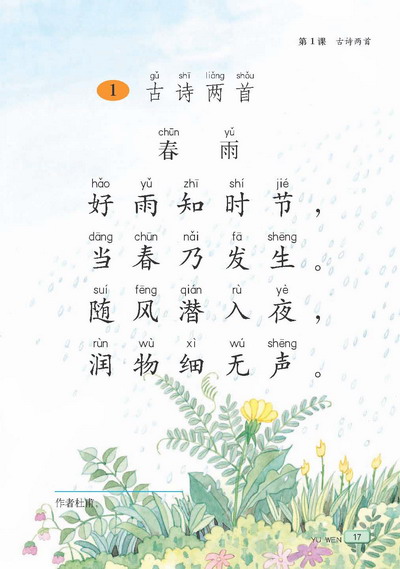 第1课 古诗两首
gǔ shī liǎng shǒu
1 古诗两首
chūn yǔ
春 雨
hǎo yǔ zhī shí jié
好雨知时节，
dāng chūn nǎi fā shēng
当春乃发生。
suí fēng qián rù yè
随风潜入夜，
rùn wù xì wú shēng
润物细无声。
作者杜甫。
YU WEN 17